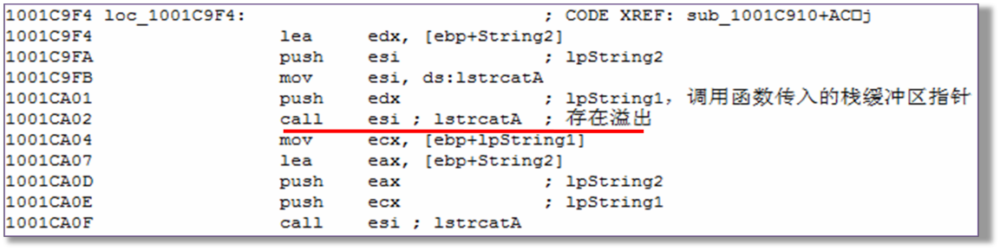 1001C9F4 loc_1001C9F4: ; CODE XREF: sub_1001C910+AC□j
1001C9F4 lea edx, [ebp+String2]
1001C9FA push esi ; lpString2
1001C9FB mov esi, ds:lstrcatA
1001CA01 push edx ; lpString1，调用函数传入的栈缓冲区指针
1001CA02 call esi ; lstrcatA ; 存在溢出
1001CA04 mov ecx, [ebp+lpString1]
1001CA07 lea eax, [ebp+String2]
1001CA0D push eax ; lpString2
1001CA0E push ecx ; lpString1
1001CA0F call esi ; lstrcatA